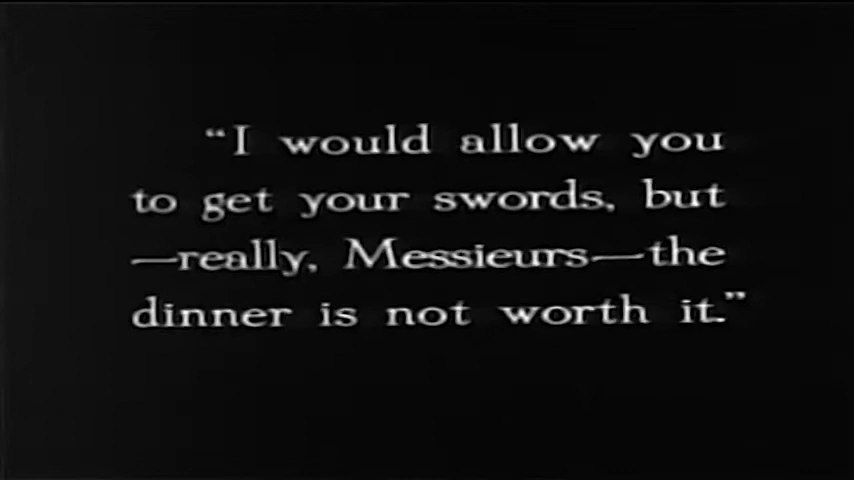 “I would allow you
to get your swords, but
—really, Messieurs—the
dinner is not worth it.”